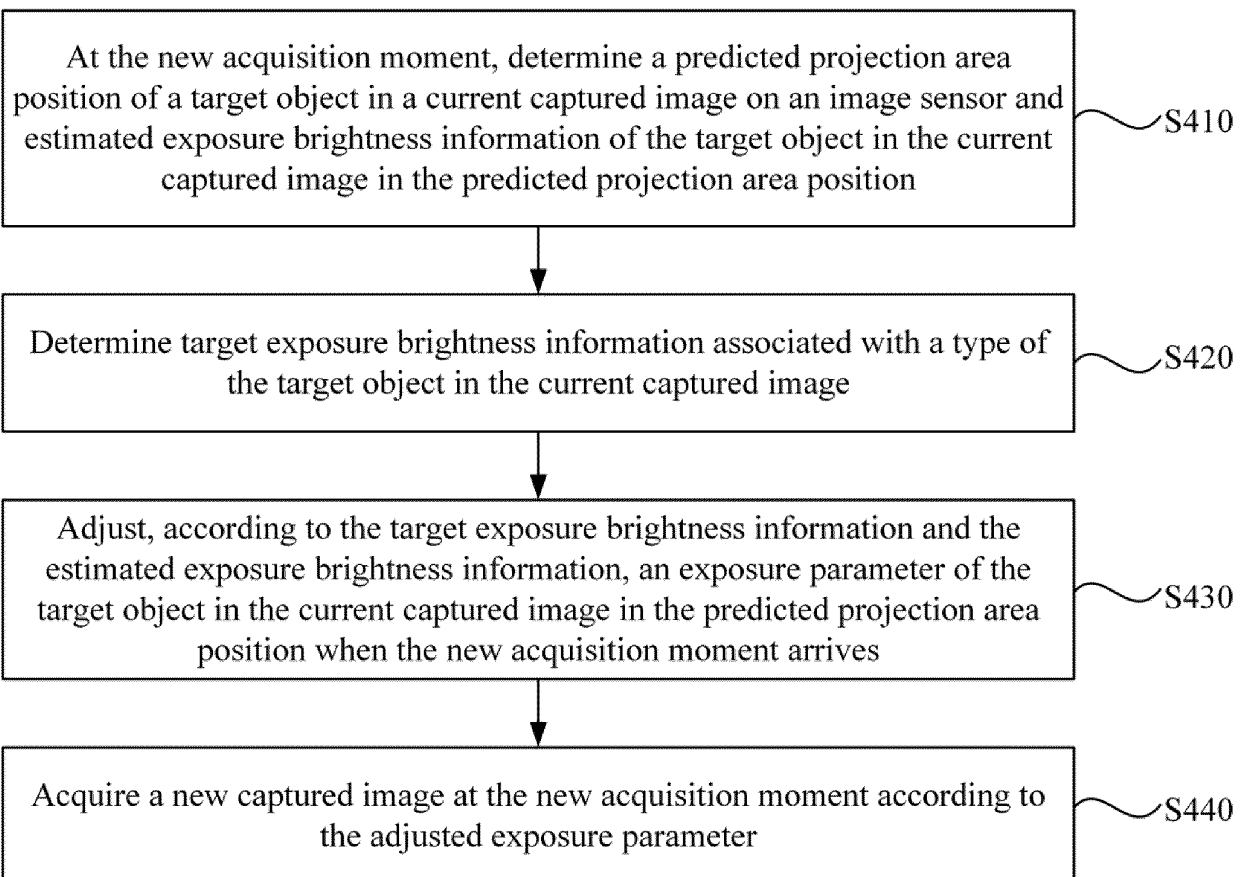 At the new acquisition moment, determine a predicted projection area
position of a target object in a current captured image on an image sensor and
estimated exposure brightness information of the target object in the current
captured image in the predicted projection area position
S410
Determine target exposure brightness information associated with a type of
the target object in the current captured image
S420
Adjust, according to the target exposure brightness information and the
estimated exposure brightness information, an exposure parameter of the
target object in the current captured image in the predicted projection area
position when the new acquisition moment arrives
S430
Acquire a new captured image at the new acquisition moment according to
the adjusted exposure parameter
S440